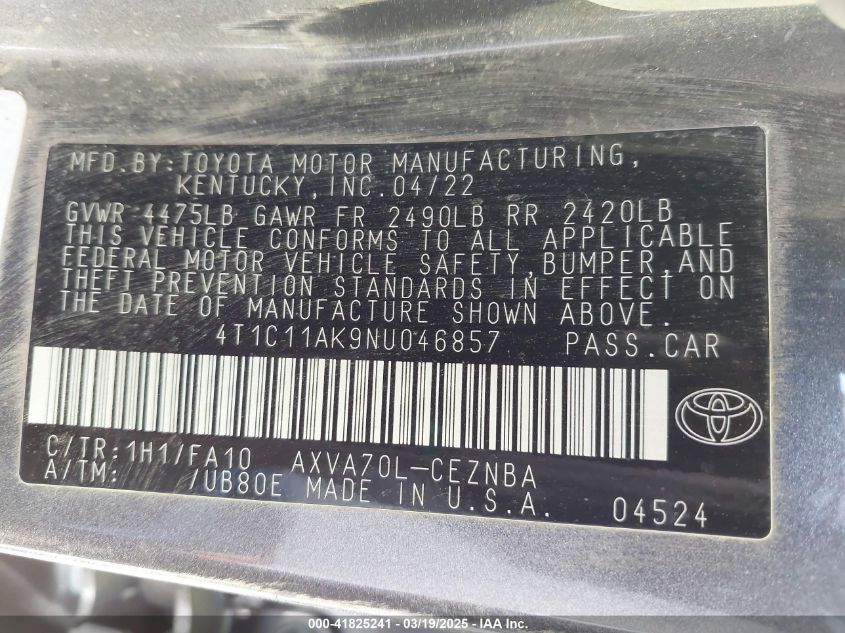 MFD.BY:TOYOTA MOTOR MANUFACTURING,
KENTUCKY,INC.04/22
GVWR 4475LB GAWR FR 2490LB RR 2420LB
THIS VEHICLE CONFORMS TO ALL APPLICABLE
FEDERAL MOTOR VEHICLE SAFETY,BUMPER,AND
THEFT PREVENTION STANDARDS IN EFFECT ON
THE DATE OF MANUFACTURE SHOWN ABOVE.
4T1C11AK9NU046857 PASS.CAR
C/TR:1H1/FA10 AXVA70L-CEZNBA
A/TM: /UB80E MADE IN U.S.A. 04524
000-41825241 - 03/19/2025 - IAA Inc.